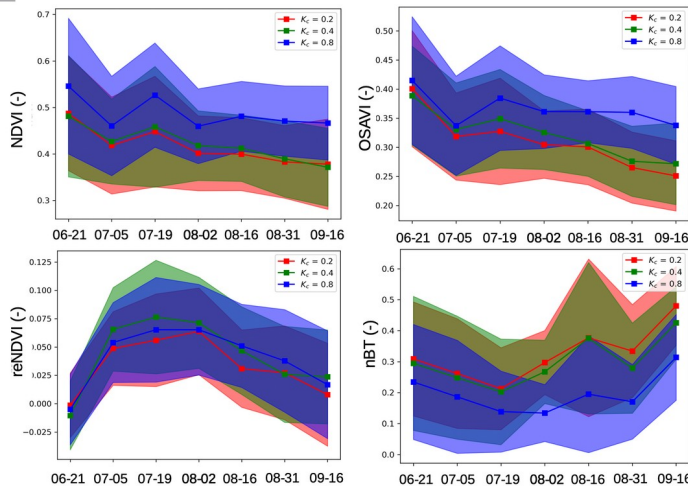 0.7
0.6
0.5
0.4
0.3
NDVI (-)
K_c = 0.2
K_c = 0.4
K_c = 0.8
06-21 07-05 07-19 08-02 08-16 08-31 09-16
0.50
0.45
0.40
0.35
0.30
0.25
0.20
OSAVI (-)
K_c = 0.2
K_c = 0.4
K_c = 0.8
06-21 07-05 07-19 08-02 08-16 08-31 09-16
0.125
0.100
0.075
0.050
0.025
0.000
−0.025
reNDVI (-)
K_c = 0.2
K_c = 0.4
K_c = 0.8
06-21 07-05 07-19 08-02 08-16 08-31 09-16
0.6
0.5
0.4
0.3
0.2
0.1
0.0
nBT (-)
K_c = 0.2
K_c = 0.4
K_c = 0.8
06-21 07-05 07-19 08-02 08-16 08-31 09-16